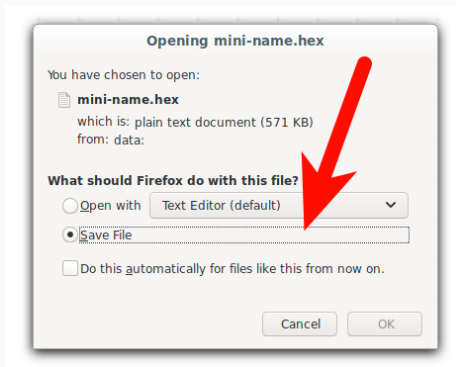 Opening mini-name.hex
You have chosen to open:
mini-name.hex
which is: plain text document (571 KB)
from: data:
What should Firefox do with this file?
Open with Text Editor (default)
Save File
Do this automatically for files like this from now on.
Cancel OK